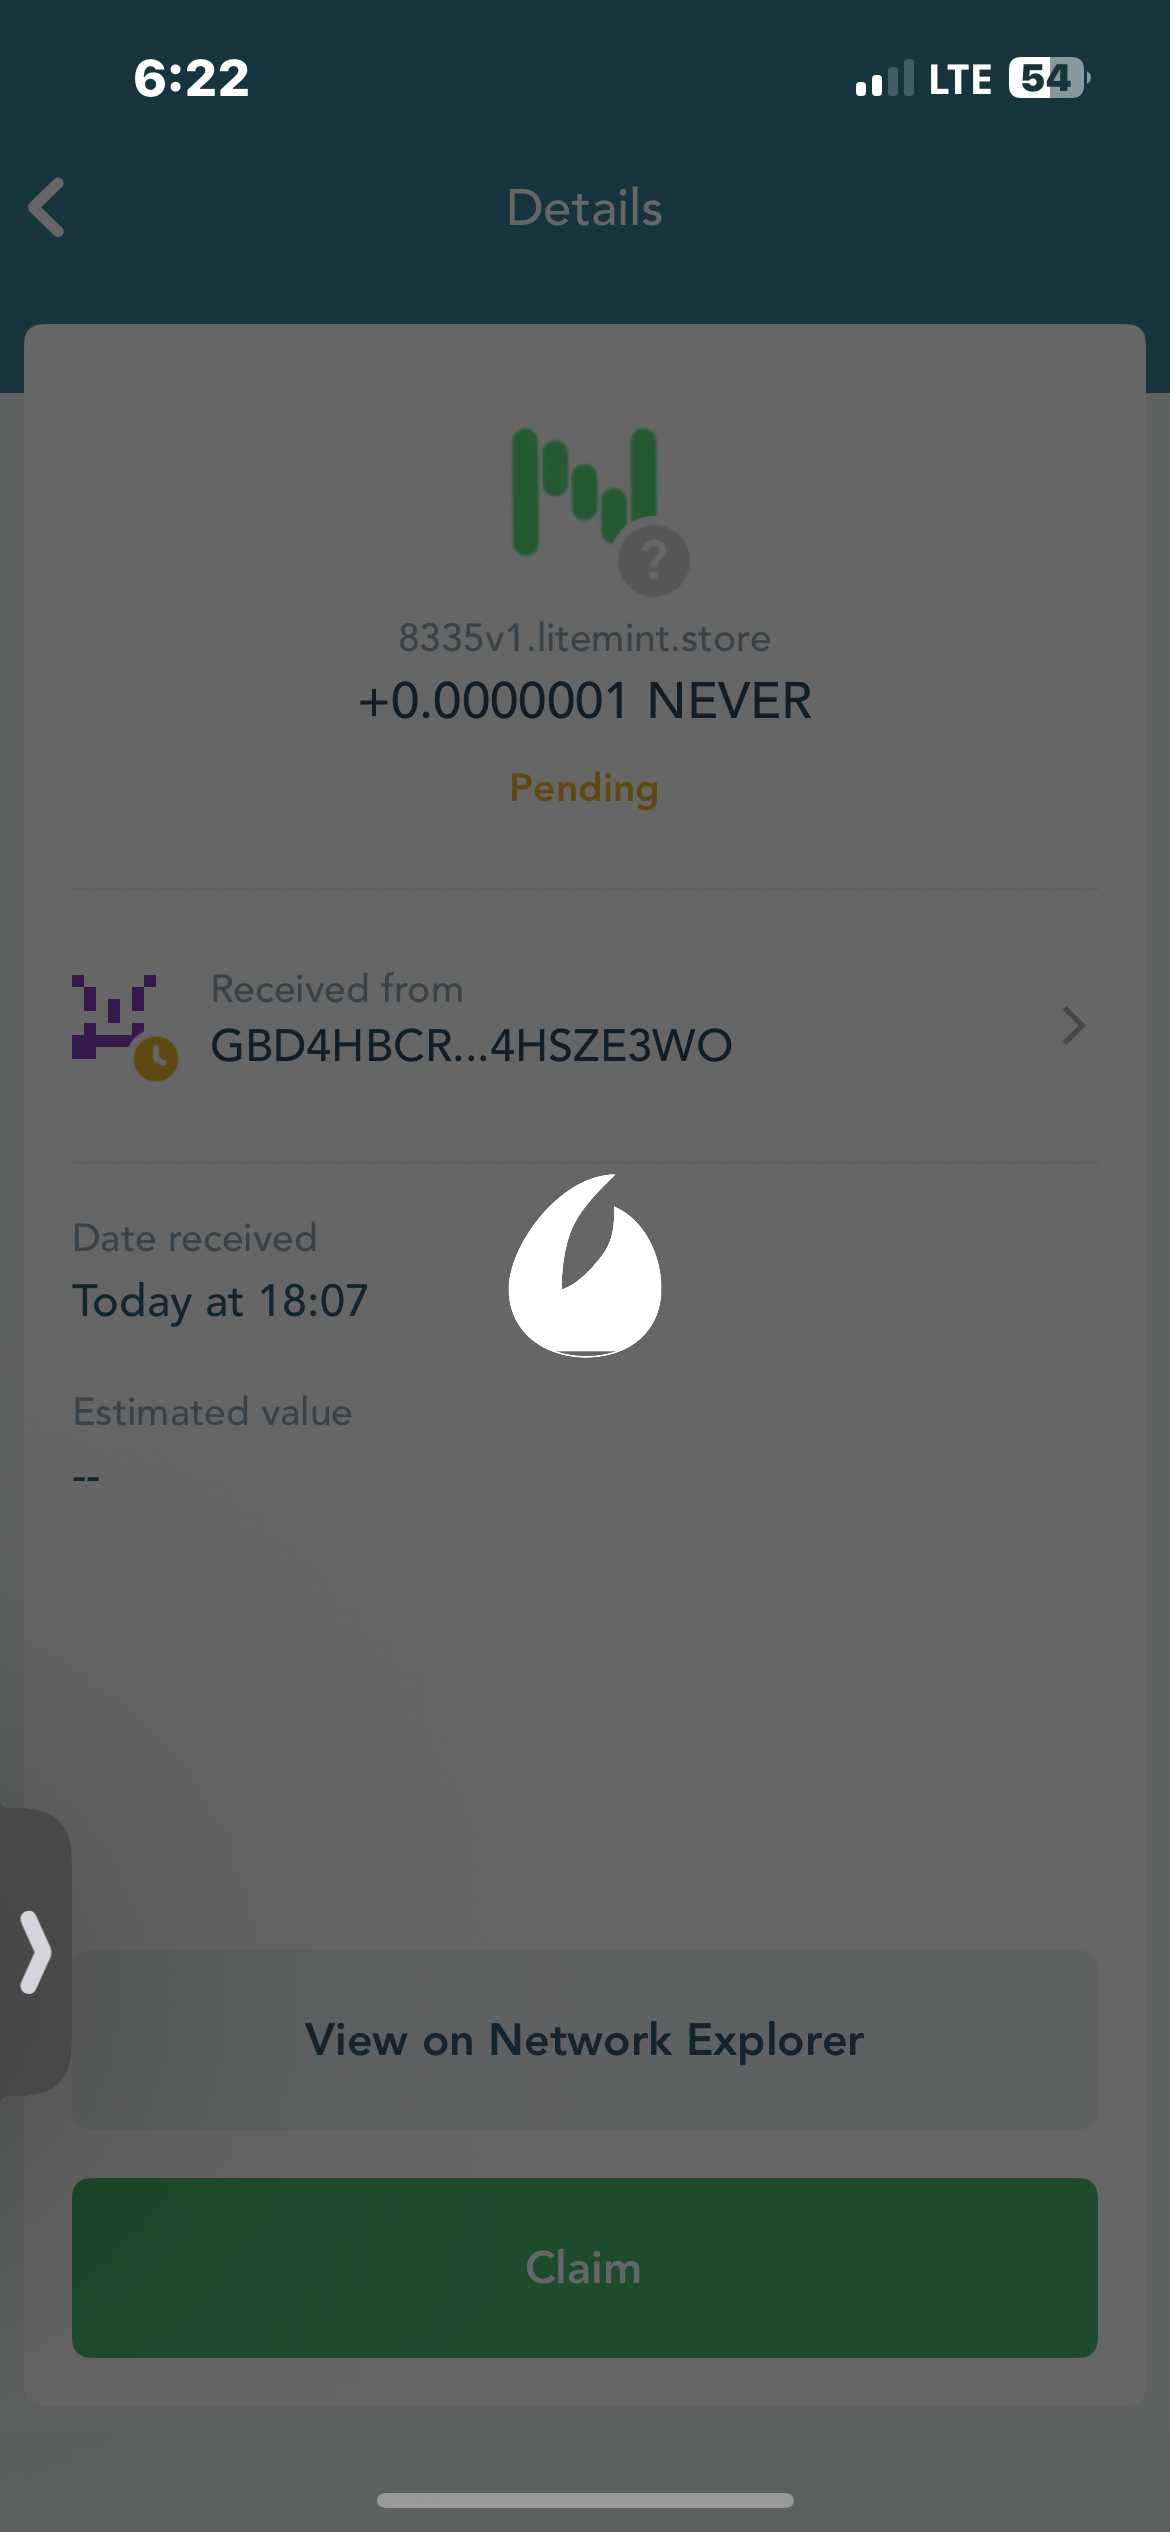 6:22
LTE
54
Details
8335v1.litemint.store
+0.0000001 NEVER
Pending
Received from
GBD4HBCR...4HSZE3WO
Date received
Today at 18:07
Estimated value
--
View on Network Explorer
Claim